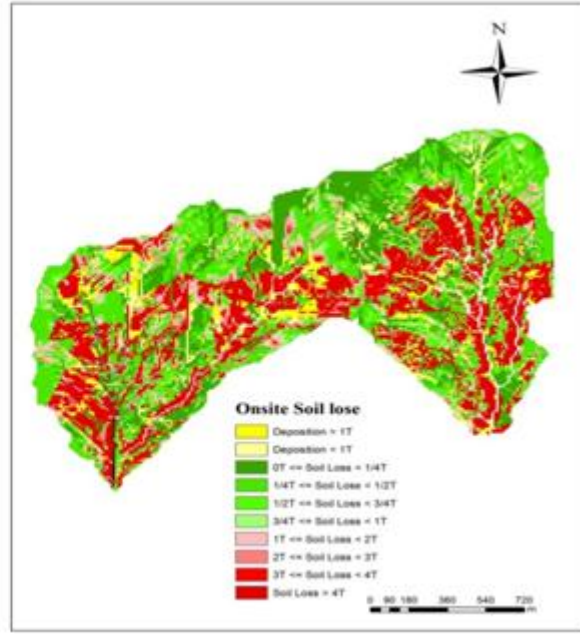 N
Onsite Soil lose
Deposition > 1T
Deposition < 1T
0T <= Soil Loss < 1/4T
1/4T <= Soil Loss < 1/2T
1/2T <= Soil Loss < 3/4T
3/4T <= Soil Loss < 1T
1T <= Soil Loss < 2T
2T <= Soil Loss < 3T
3T <= Soil Loss < 4T
Soil Loss > 4T
0 90 180 360 540 720
m